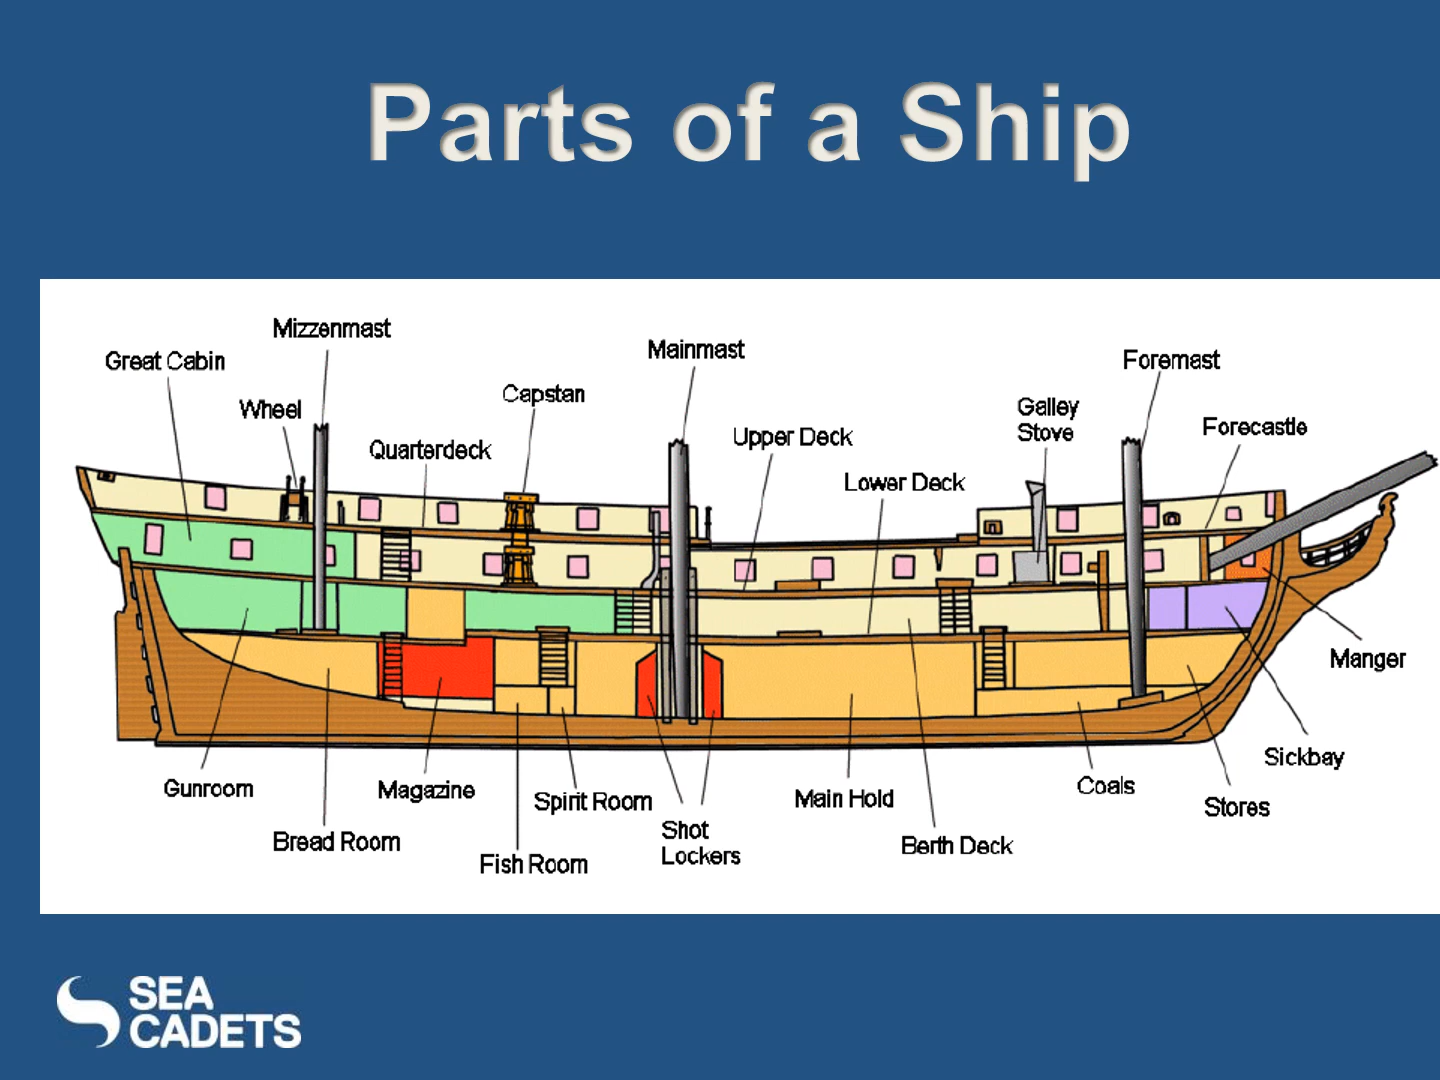 Parts of a Ship
Mizzenmast
Great Cabin
Mainmast
Foremast
Capstan
Wheel
Galley
Stove
Forecastle
Quarterdeck
Upper Deck
Lower Deck
Manger
Sickbay
Gunroom
Magazine
Spirit Room
Main Hold
Coals
Stores
Bread Room
Shot
Lockers
Berth Deck
Fish Room
SEA
CADETS